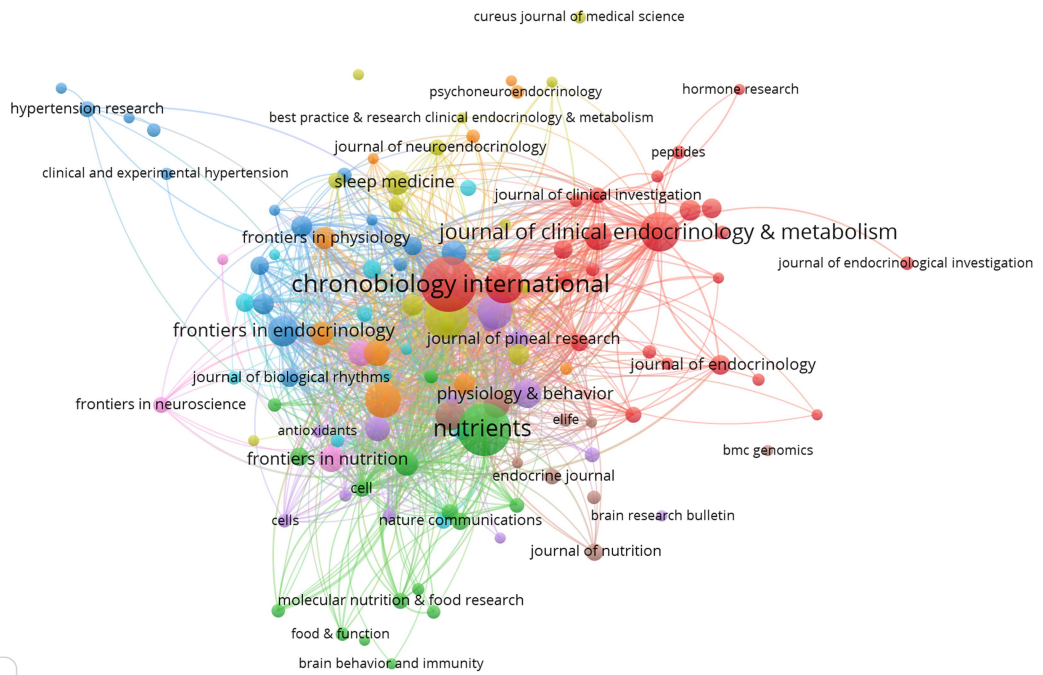 cureus journal of medical science
psychoneuroendocrinology
hormone research
hypertension research
best practice & research clinical endocrinology & metabolism
journal of neuroendocrinology
peptides
clinical and experimental hypertension
sleep medicine
journal of clinical investigation
frontiers in physiology
journal of clinical endocrinology & metabolism
journal of endocrinological investigation
chronobiology international
frontiers in endocrinology
journal of pineal research
journal of endocrinology
journal of biological rhythms
physiology & behavior
frontiers in neuroscience
elife
antioxidants
nutrients
bmc genomics
frontiers in nutrition
endocrine journal
cell
brain research bulletin
cells
nature communications
journal of nutrition
molecular nutrition & food research
food & function
brain behavior and immunity